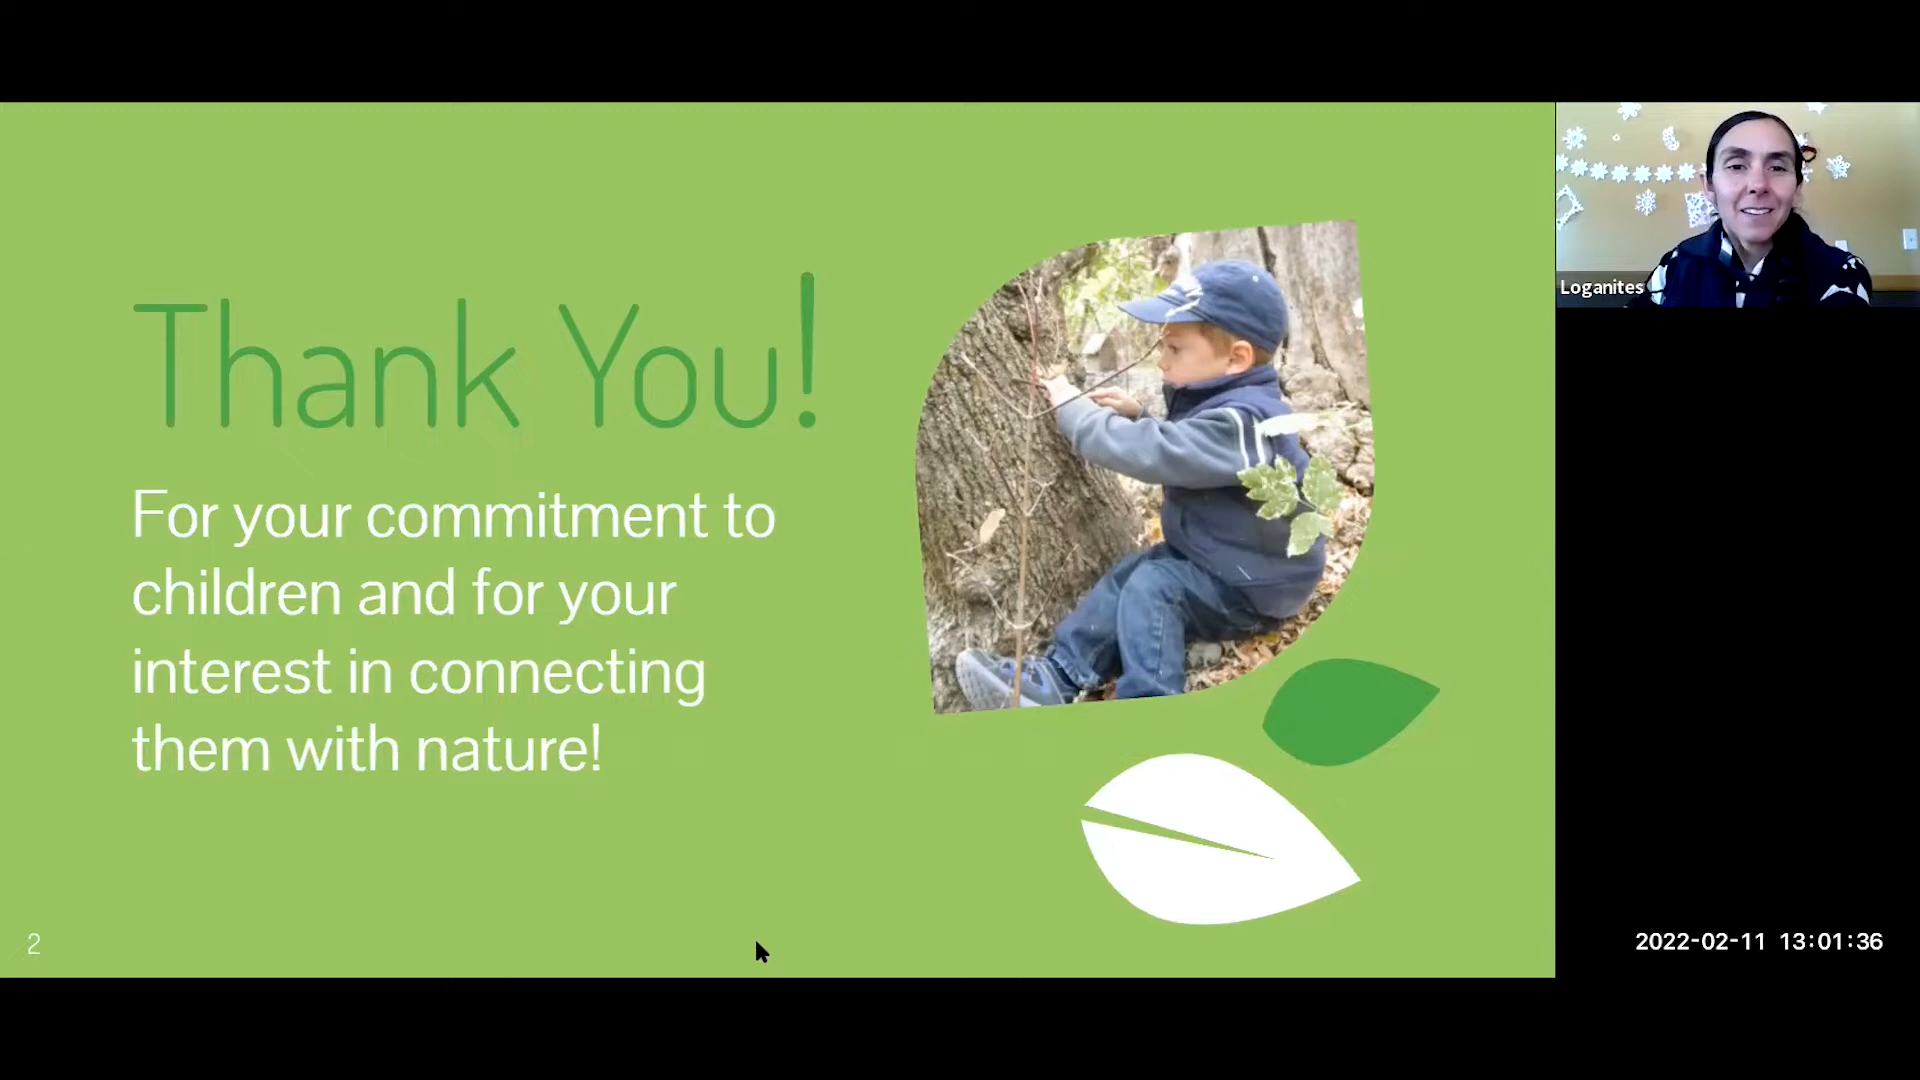 Thank You!
For your commitment to
children and for your
interest in connecting
them with nature!
2
Loganites
2022-02-11 13:01:36